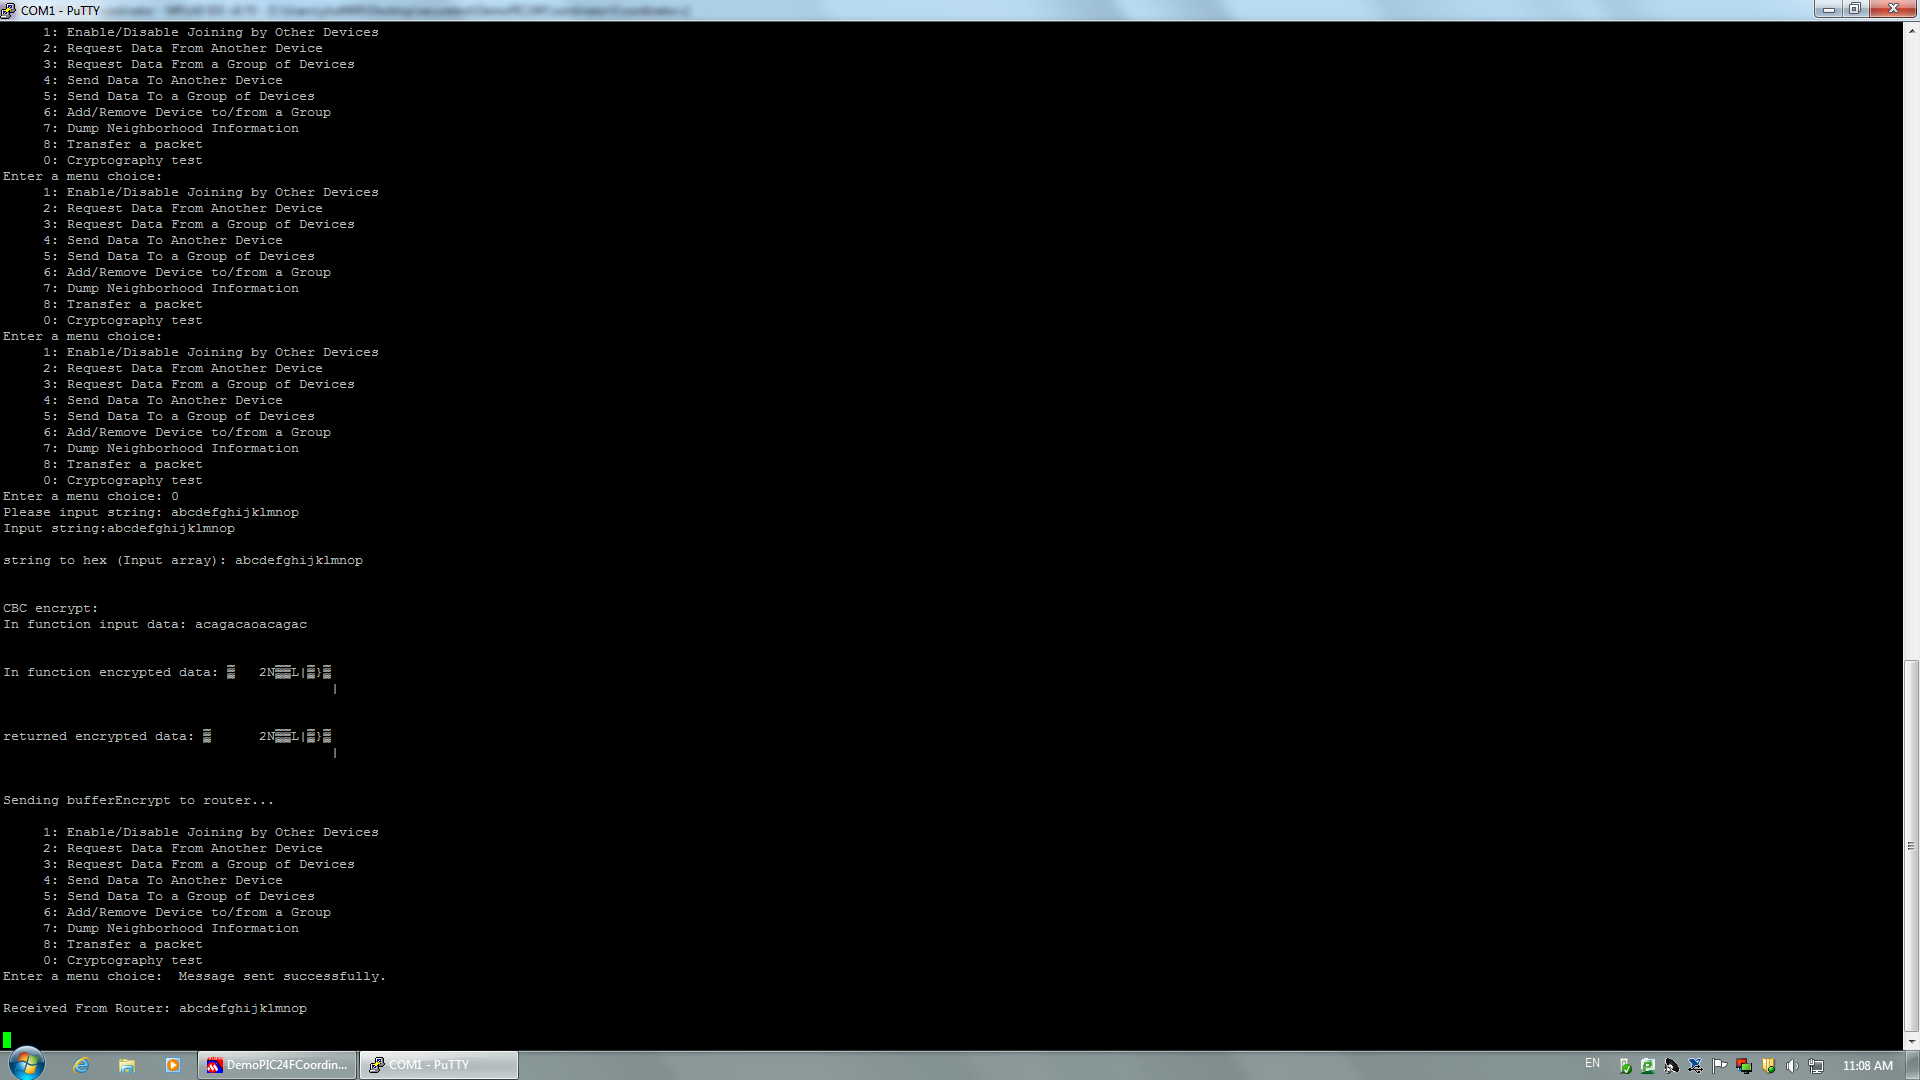 COM1 - PuTTY
1: Enable/Disable Joining by Other Devices
2: Request Data From Another Device
3: Request Data From a Group of Devices
4: Send Data To Another Device
5: Send Data To a Group of Devices
6: Add/Remove Device to/from a Group
7: Dump Neighborhood Information
8: Transfer a packet
0: Cryptography test
Enter a menu choice:
1: Enable/Disable Joining by Other Devices
2: Request Data From Another Device
3: Request Data From a Group of Devices
4: Send Data To Another Device
5: Send Data To a Group of Devices
6: Add/Remove Device to/from a Group
7: Dump Neighborhood Information
8: Transfer a packet
0: Cryptography test
Enter a menu choice:
1: Enable/Disable Joining by Other Devices
2: Request Data From Another Device
3: Request Data From a Group of Devices
4: Send Data To Another Device
5: Send Data To a Group of Devices
6: Add/Remove Device to/from a Group
7: Dump Neighborhood Information
8: Transfer a packet
0: Cryptography test
Enter a menu choice: 0
Please input string: abcdefghijklmnop
Input string:abcdefghijklmnop
string to hex (Input array): abcdefghijklmnop
CBC encrypt:
In function input data: acagacaoacagac
In function encrypted data: ▒   2N▒▒L|▒}▒
|
returned encrypted data: ▒      2N▒▒L|▒}▒
|
Sending bufferEncrypt to router...
1: Enable/Disable Joining by Other Devices
2: Request Data From Another Device
3: Request Data From a Group of Devices
4: Send Data To Another Device
5: Send Data To a Group of Devices
6: Add/Remove Device to/from a Group
7: Dump Neighborhood Information
8: Transfer a packet
0: Cryptography test
Enter a menu choice:  Message sent successfully.
Received From Router: abcdefghijklmnop
DemoPIC24FCoordin... COM1 - PuTTY EN 11:08 AM